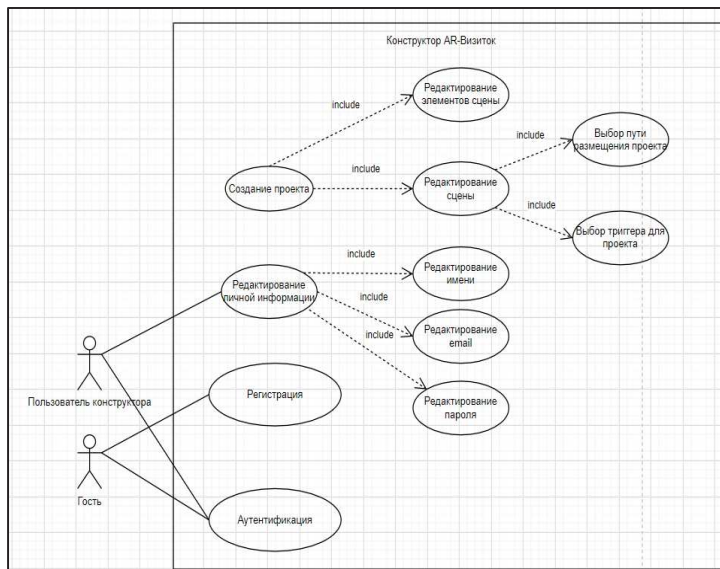 Конструктор AR-Визиток
Редактирование
элементов сцены
include
include
Выбор пути
размещения проекта
include
Создание проекта
Редактирование
сцены
include
Выбор триггера для
проекта
include
Редактирование
имени
Редактирование
личной информации
include
include
Редактирование
email
Пользователь конструктора
Регистрация
Редактирование
пароля
Гость
Аутентификация